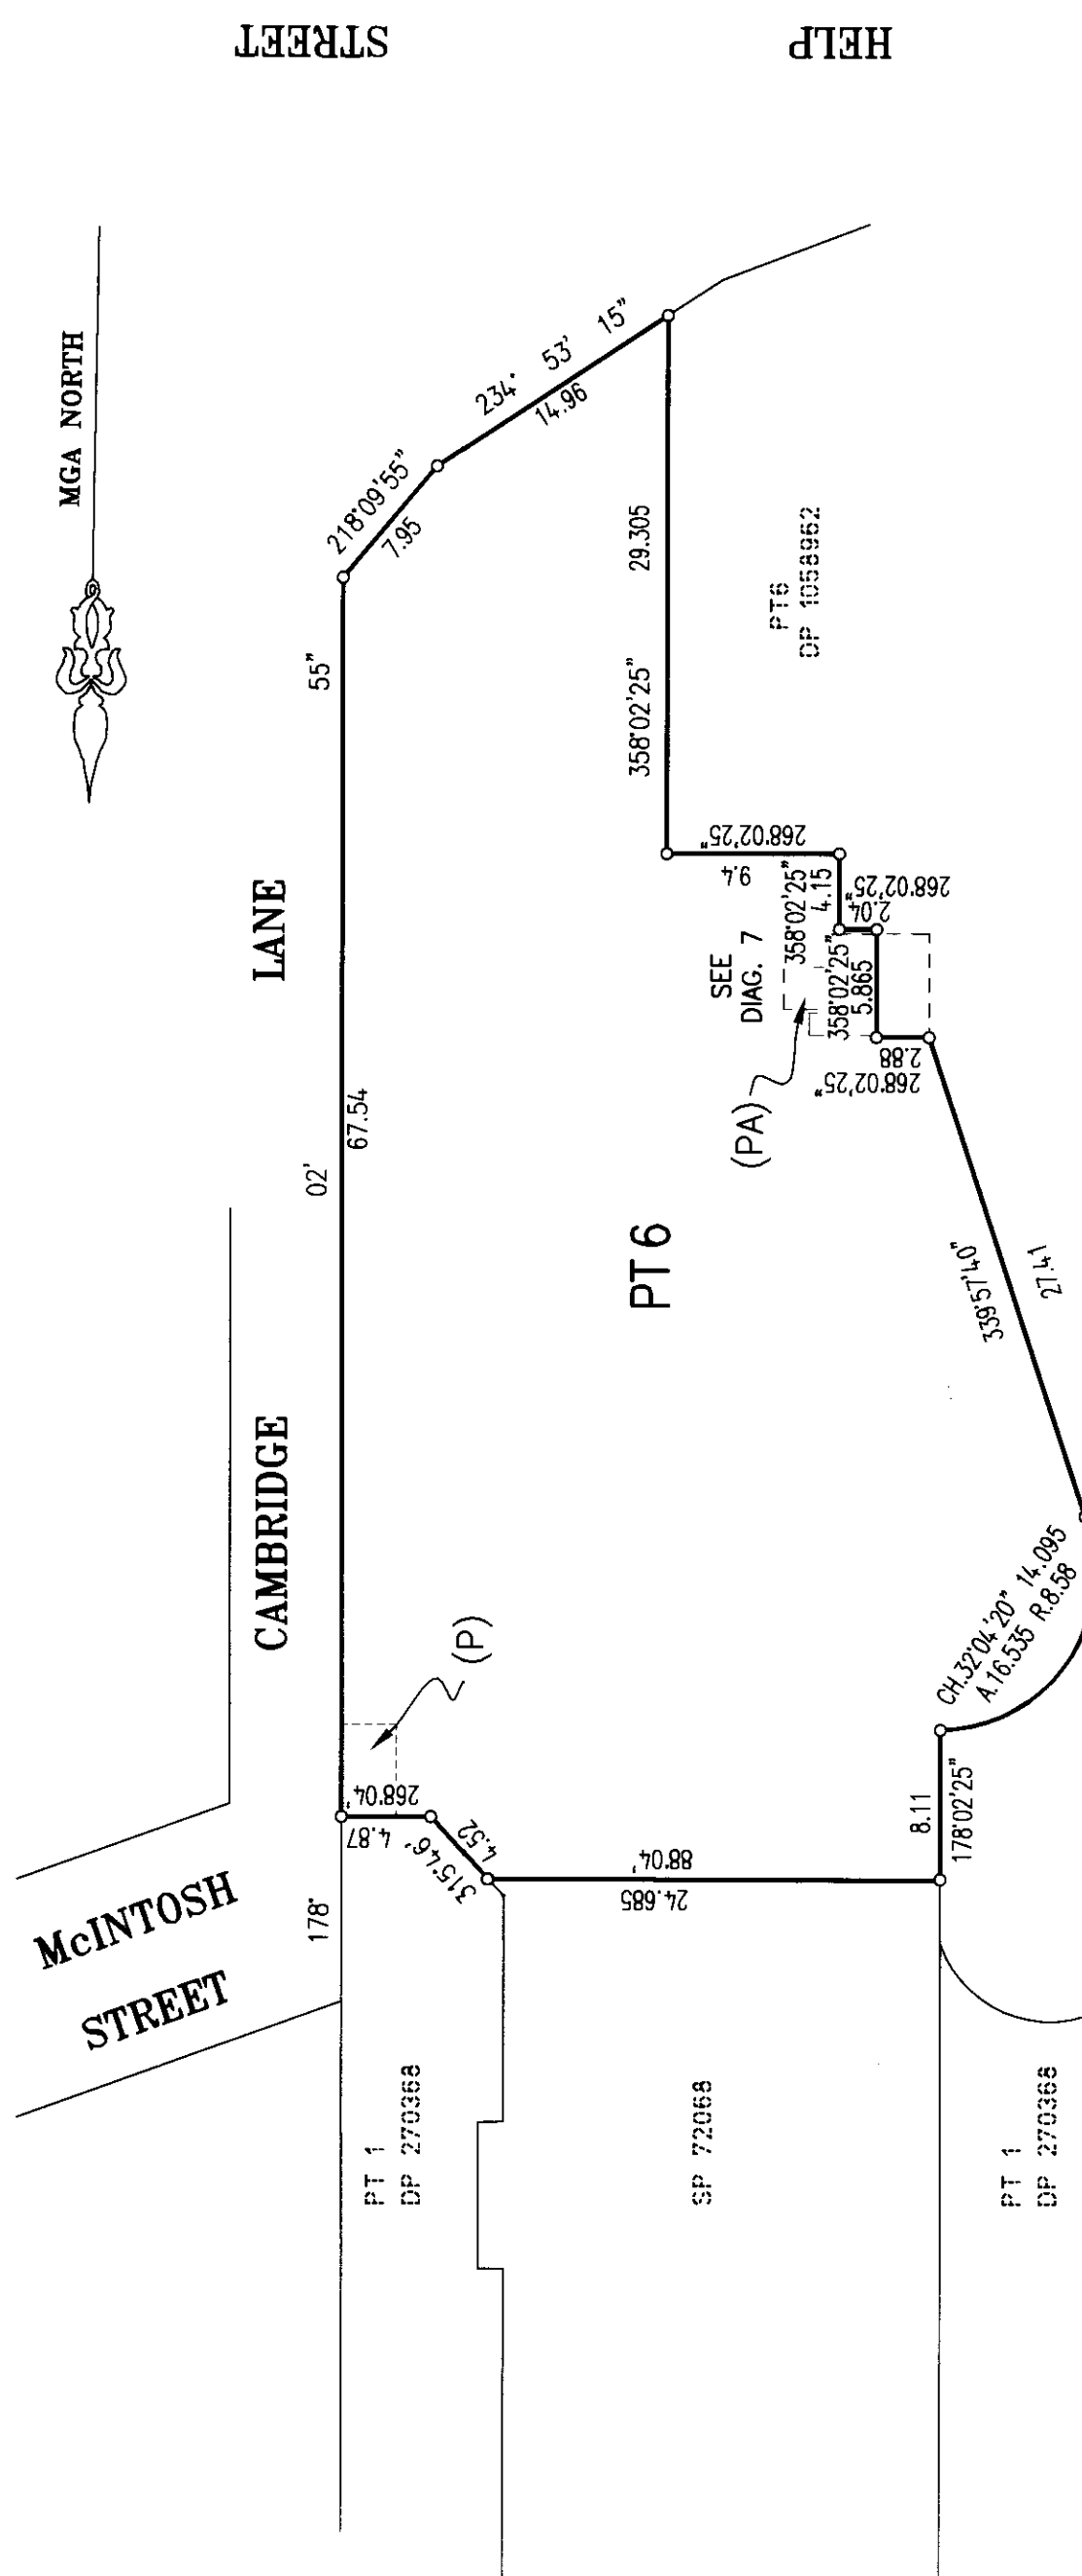 STREET
HELP
MGA NORTH
LANE
CAMBRIDGE
McINTOSH
STREET
178°
02'
55"
67.54
218°09'55"
7.95
234° 53' 15"
14.96
358°02'25"
29.305
PT6
DP 1058962
268°02'25"
9.4
358°02'25"
4.15
268°02'25"
2.04
SEE
DIAG. 7
358°02'25"
5.865
268°02'25"
2.88
(PA)
PT 6
339°57'40"
27.41
CH.32°04'20" 14.095
A.16.535 R.8.58
8.11
178°02'25"
(P)
268°04'
4.87
315°46'
4.52
88°04'
24.685
PT 1
DP 270368
SP 72068
PT 1
DP 270368